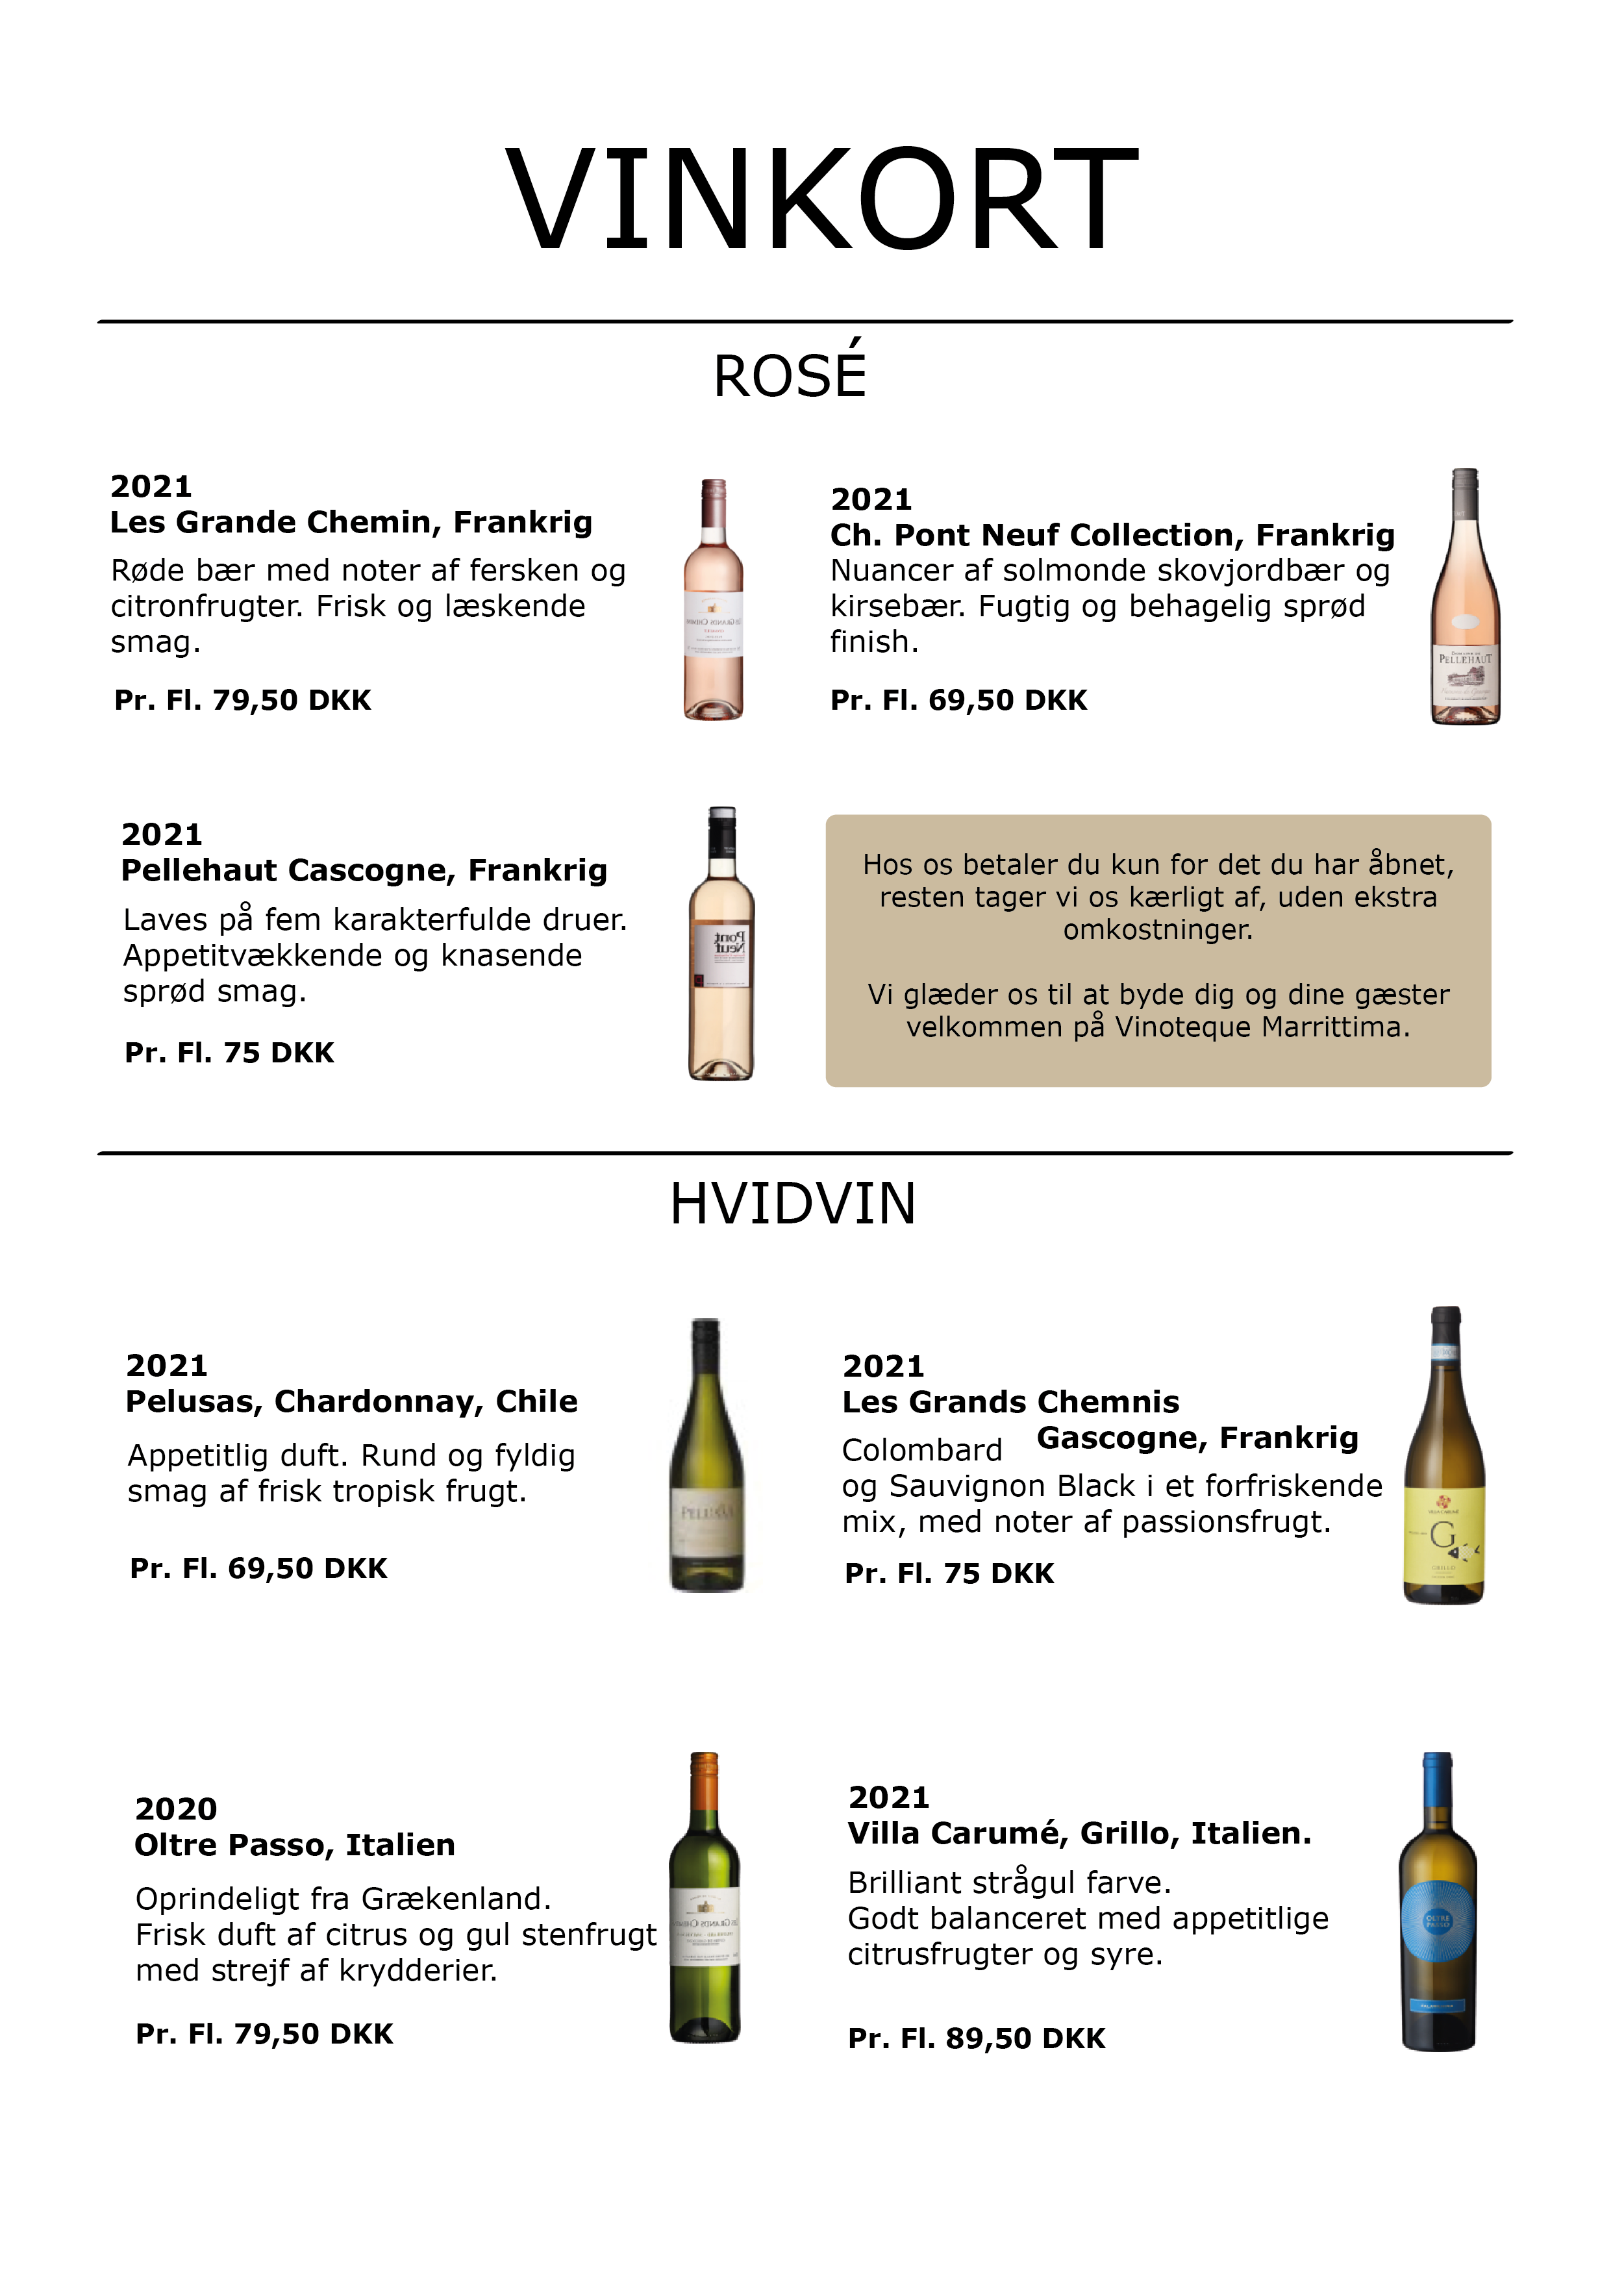 VINKORT
ROSÉ
2021
Les Grande Chemin, Frankrig
Røde bær med noter af fersken og
citronfrugter. Frisk og læskende
smag.
Pr. Fl. 79,50 DKK
2021
Ch. Pont Neuf Collection, Frankrig
Nuancer af solmonde skovjordbær og
kirsebær. Fugtig og behagelig sprød
finish.
Pr. Fl. 69,50 DKK
PELLEHAUT
2021
Pellehaut Cascogne, Frankrig
Laves på fem karakterfulde druer.
Appetitvækkende og knasende
sprød smag.
Pr. Fl. 75 DKK
Pont
Neuf
Hos os betaler du kun for det du har åbnet,
resten tager vi os kærligt af, uden ekstra
omkostninger.
Vi glæder os til at byde dig og dine gæster
velkommen på Vinoteque Marrittima.
HVIDVIN
2021
Pelusas, Chardonnay, Chile
Appetitlig duft. Rund og fyldig
smag af frisk tropisk frugt.
Pr. Fl. 69,50 DKK
2021
Les Grands Chemnis
Gascogne, Frankrig
Colombard
og Sauvignon Black i et forfriskende
mix, med noter af passionsfrugt.
Pr. Fl. 75 DKK
G
GRILLO
2020
Oltre Passo, Italien
Oprindeligt fra Grækenland.
Frisk duft af citrus og gul stenfrugt
med strejf af krydderier.
Pr. Fl. 79,50 DKK
2021
Villa Carumé, Grillo, Italien.
Brilliant strågul farve.
Godt balanceret med appetitlige
citrusfrugter og syre.
Pr. Fl. 89,50 DKK
OLTRE
PASSO